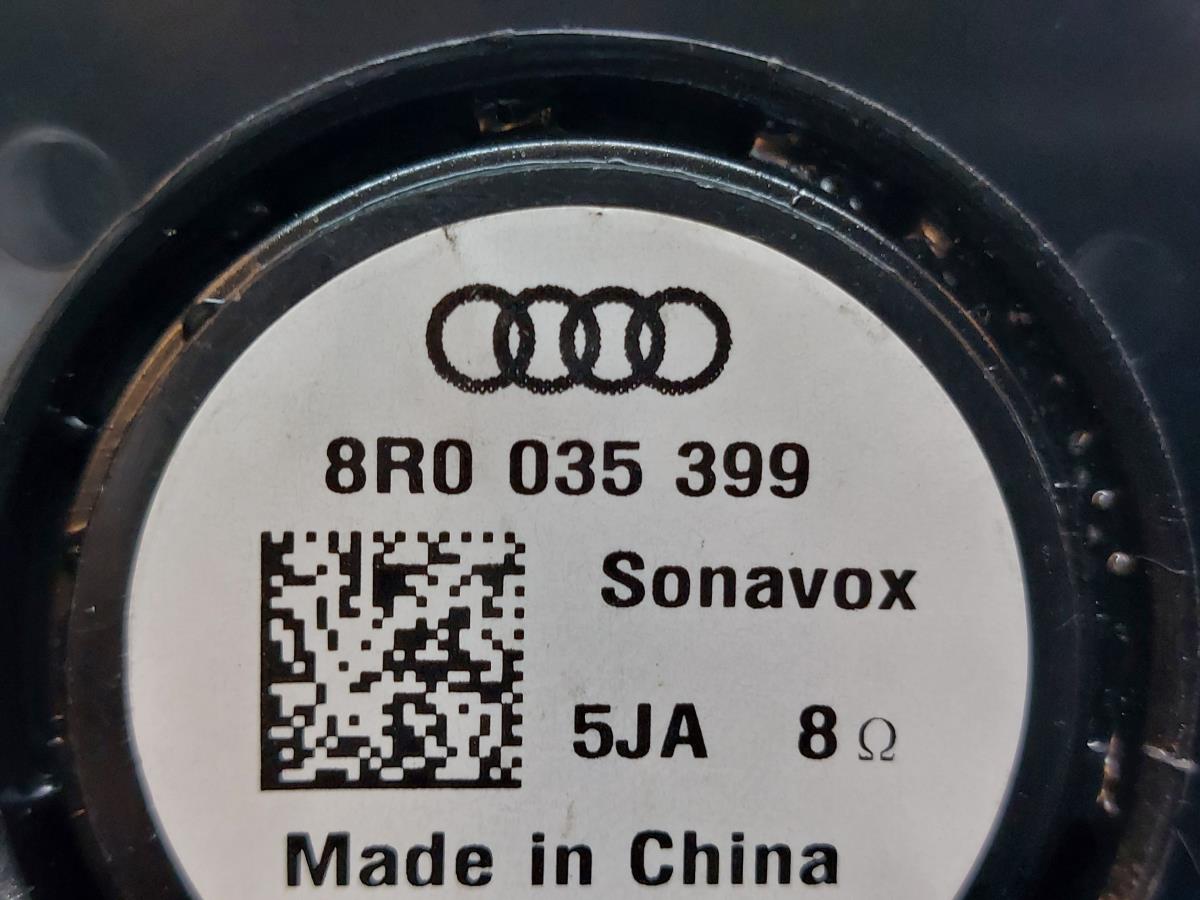 8R0 035 399
Sonavox
5JA 8 Ω
Made in China